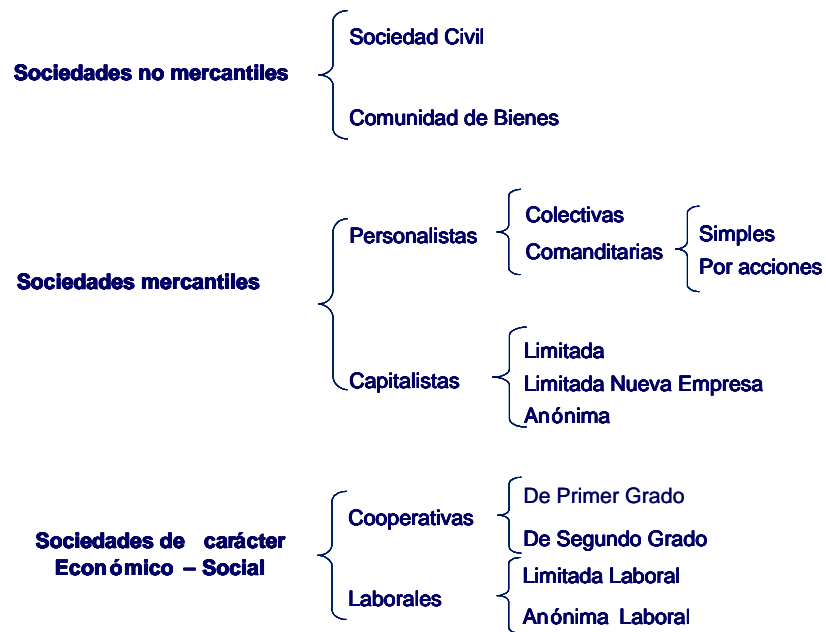 Sociedades no mercantiles
Sociedad Civil
Comunidad de Bienes
Sociedades mercantiles
Personalistas
Colectivas
Comanditarias
Simples
Por acciones
Capitalistas
Limitada
Limitada Nueva Empresa
Anónima
Sociedades de carácter
Económico – Social
Cooperativas
De Primer Grado
De Segundo Grado
Laborales
Limitada Laboral
Anónima Laboral